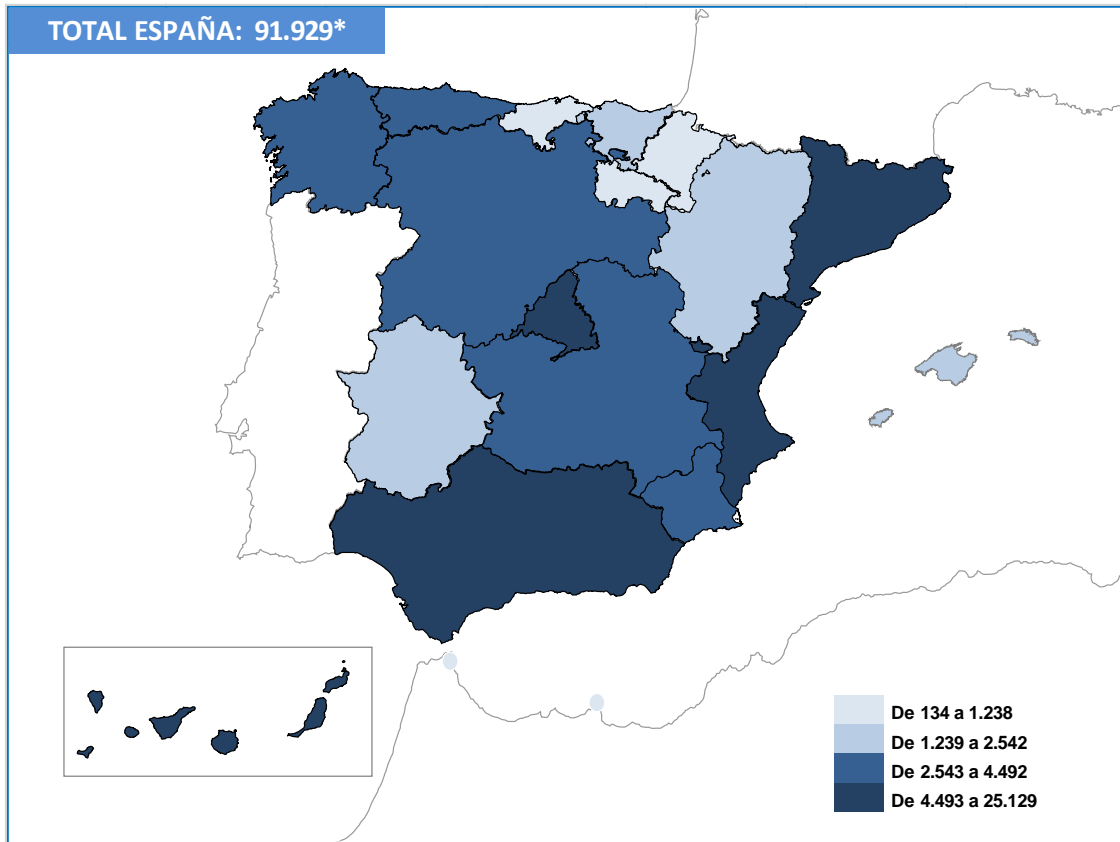 TOTAL ESPAÑA: 91.929*
De 134 a 1.238
De 1.239 a 2.542
De 2.543 a 4.492
De 4.493 a 25.129